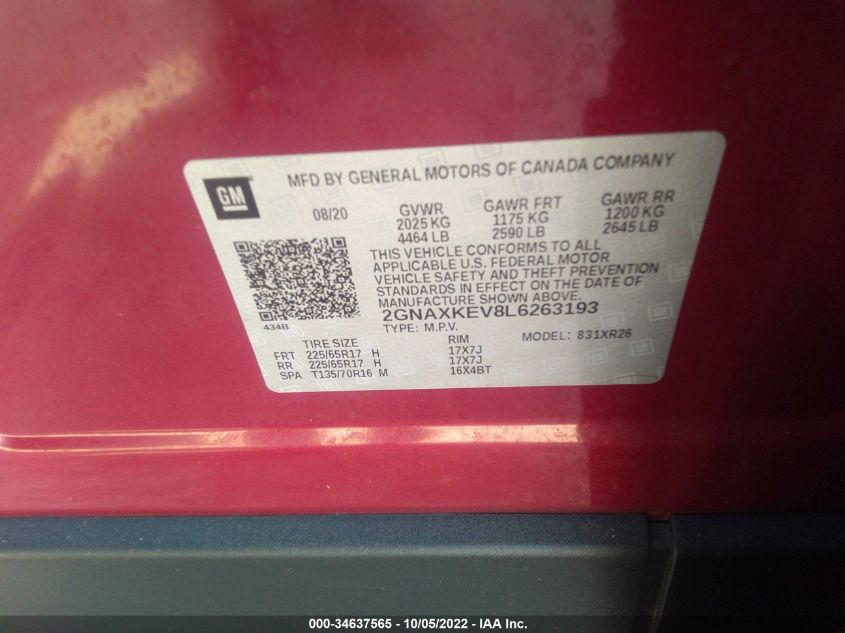 MFD BY GENERAL MOTORS OF CANADA COMPANY
GM
08/20 GVWR GAWR FRT GAWR RR
2025 KG 1175 KG 1200 KG
4464 LB 2590 LB 2645 LB
THIS VEHICLE CONFORMS TO ALL
APPLICABLE U.S. FEDERAL MOTOR
VEHICLE SAFETY AND THEFT PREVENTION
STANDARDS IN EFFECT ON THE DATE OF
MANUFACTURE SHOWN ABOVE.
434B
2GNAXKEV8L6263193
TYPE: M.P.V. MODEL: 831XR26
TIRE SIZE RIM
FRT 225/65R17 H 17X7J
RR 225/65R17 H 17X7J
SPA T135/70R16 M 16X4BT
000-34637565 - 10/05/2022 - IAA Inc.